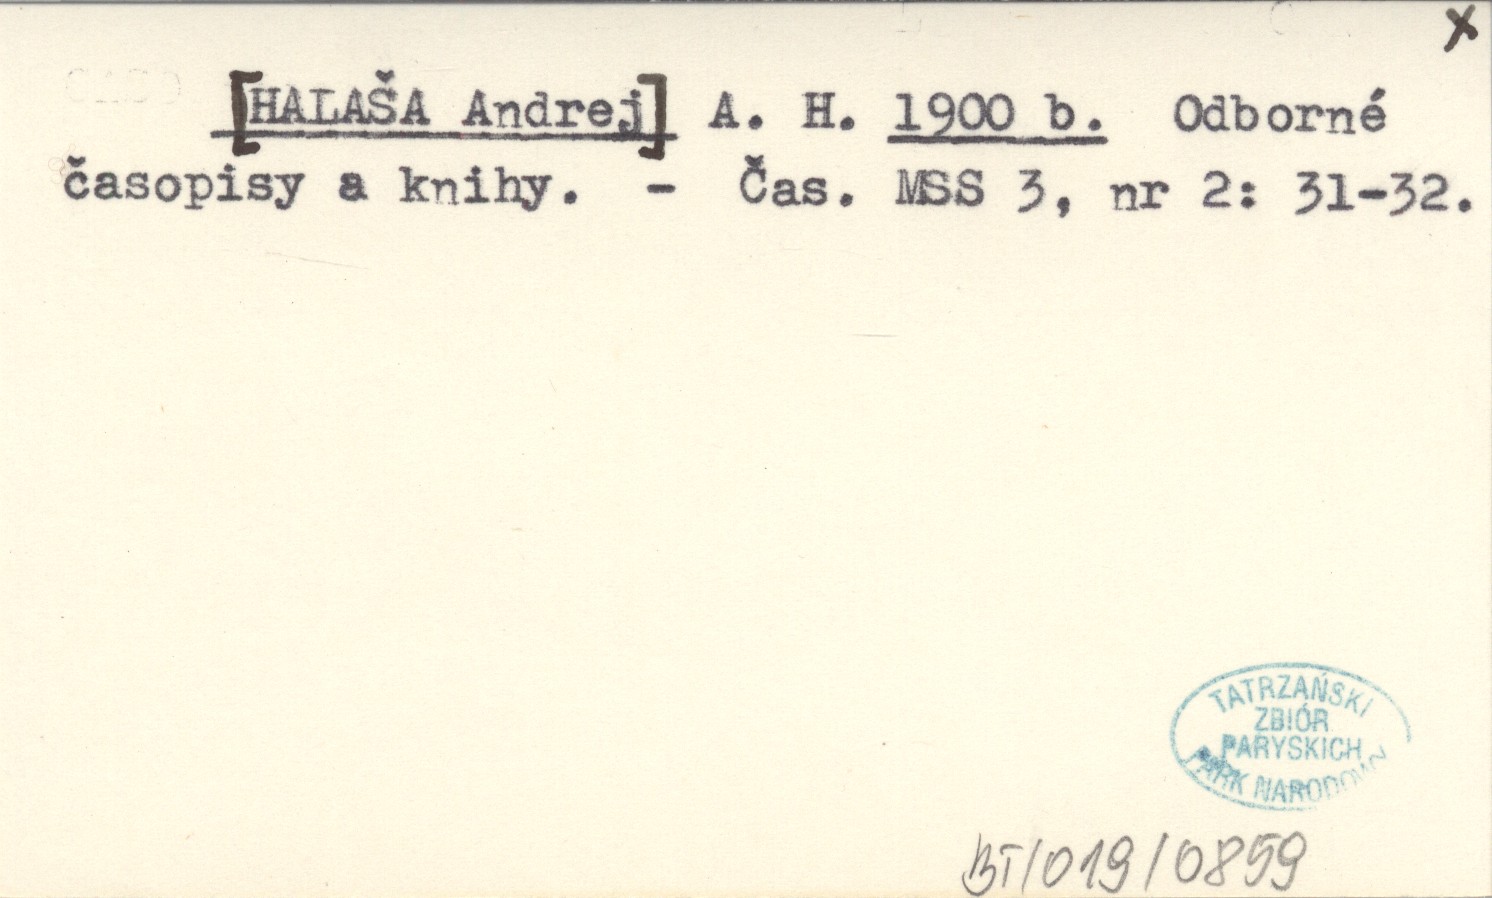 x
[HALAŠA Andrej] A. H. 1900 b. Odborné
časopisy a knihy. - Čas. MSS 3, nr 2: 31-32.
TATRZAŃSKI
ZBIÓR
PARYSKICH
PARK NARODOWY
BT/019/0859